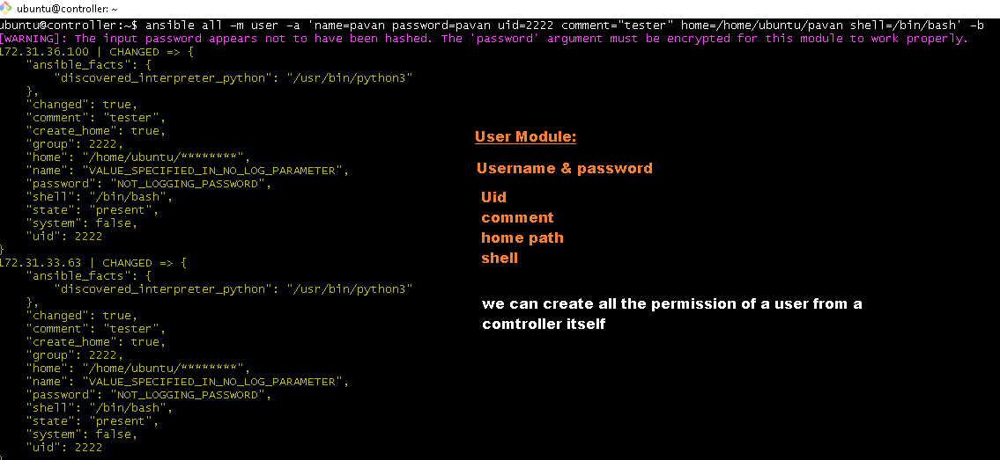 ubuntu@controller: ~
ubuntu@controller:~$ ansible all -m user -a 'name=pavan password=pavan uid=2222 comment="tester" home=/home/ubuntu/pavan shell=/bin/bash' -b
[WARNING]: The input password appears not to have been hashed. The 'password' argument must be encrypted for this module to work properly.
172.31.36.100 | CHANGED => {
    "ansible_facts": {
        "discovered_interpreter_python": "/usr/bin/python3"
    },
    "changed": true,
    "comment": "tester",
    "create_home": true,
    "group": 2222,
    "home": "/home/ubuntu/********",
    "name": "VALUE_SPECIFIED_IN_NO_LOG_PARAMETER",
    "password": "NOT_LOGGING_PASSWORD",
    "shell": "/bin/bash",
    "state": "present",
    "system": false,
    "uid": 2222
}
172.31.33.63 | CHANGED => {
    "ansible_facts": {
        "discovered_interpreter_python": "/usr/bin/python3"
    },
    "changed": true,
    "comment": "tester",
    "create_home": true,
    "group": 2222,
    "home": "/home/ubuntu/********",
    "name": "VALUE_SPECIFIED_IN_NO_LOG_PARAMETER",
    "password": "NOT_LOGGING_PASSWORD",
    "shell": "/bin/bash",
    "state": "present",
    "system": false,
    "uid": 2222
User Module:
Username & password
Uid
comment
home path
shell
we can create all the permission of a user from a
comtroller itself